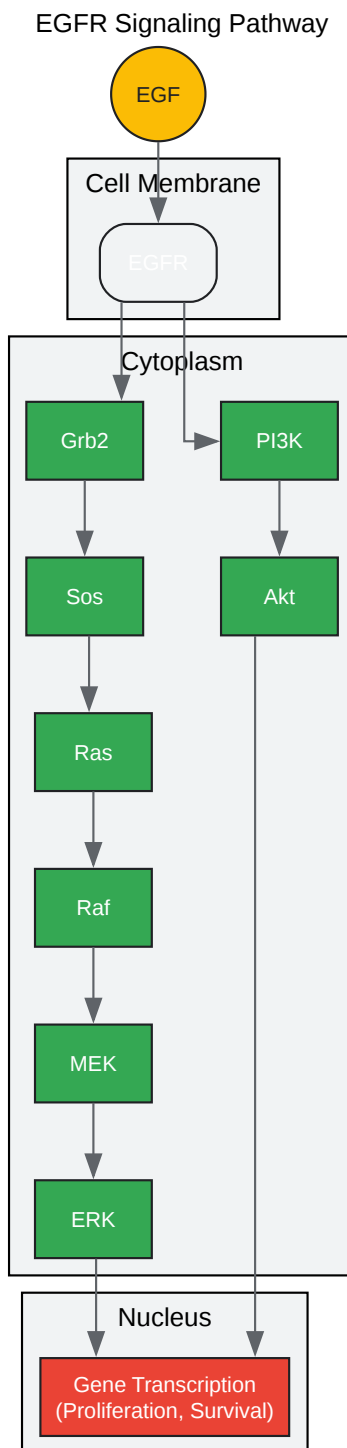 EGFR Signaling Pathway
EGF
Cell Membrane
EGFR
Cytoplasm
Grb2
PI3K
Sos
Akt
Ras
Raf
MEK
ERK
Nucleus
Gene Transcription
(Proliferation, Survival)